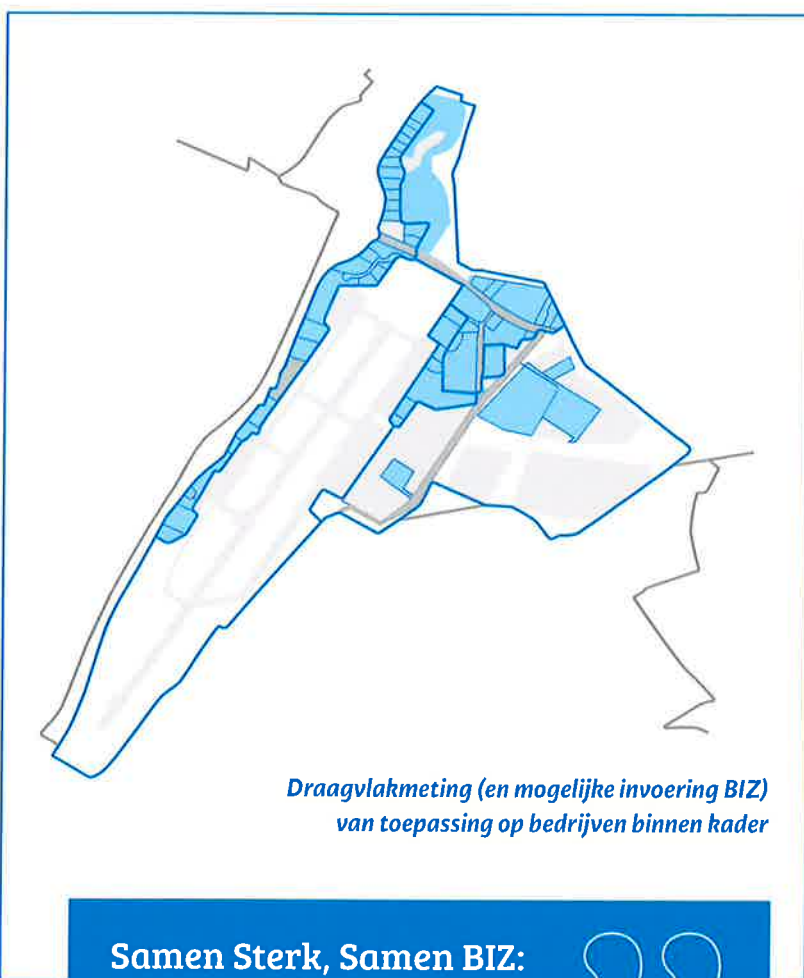 Draagvlakmeting (en mogelijke invoering BIZ)
van toepassing op bedrijven binnen kader
Samen Sterk, Samen BIZ: